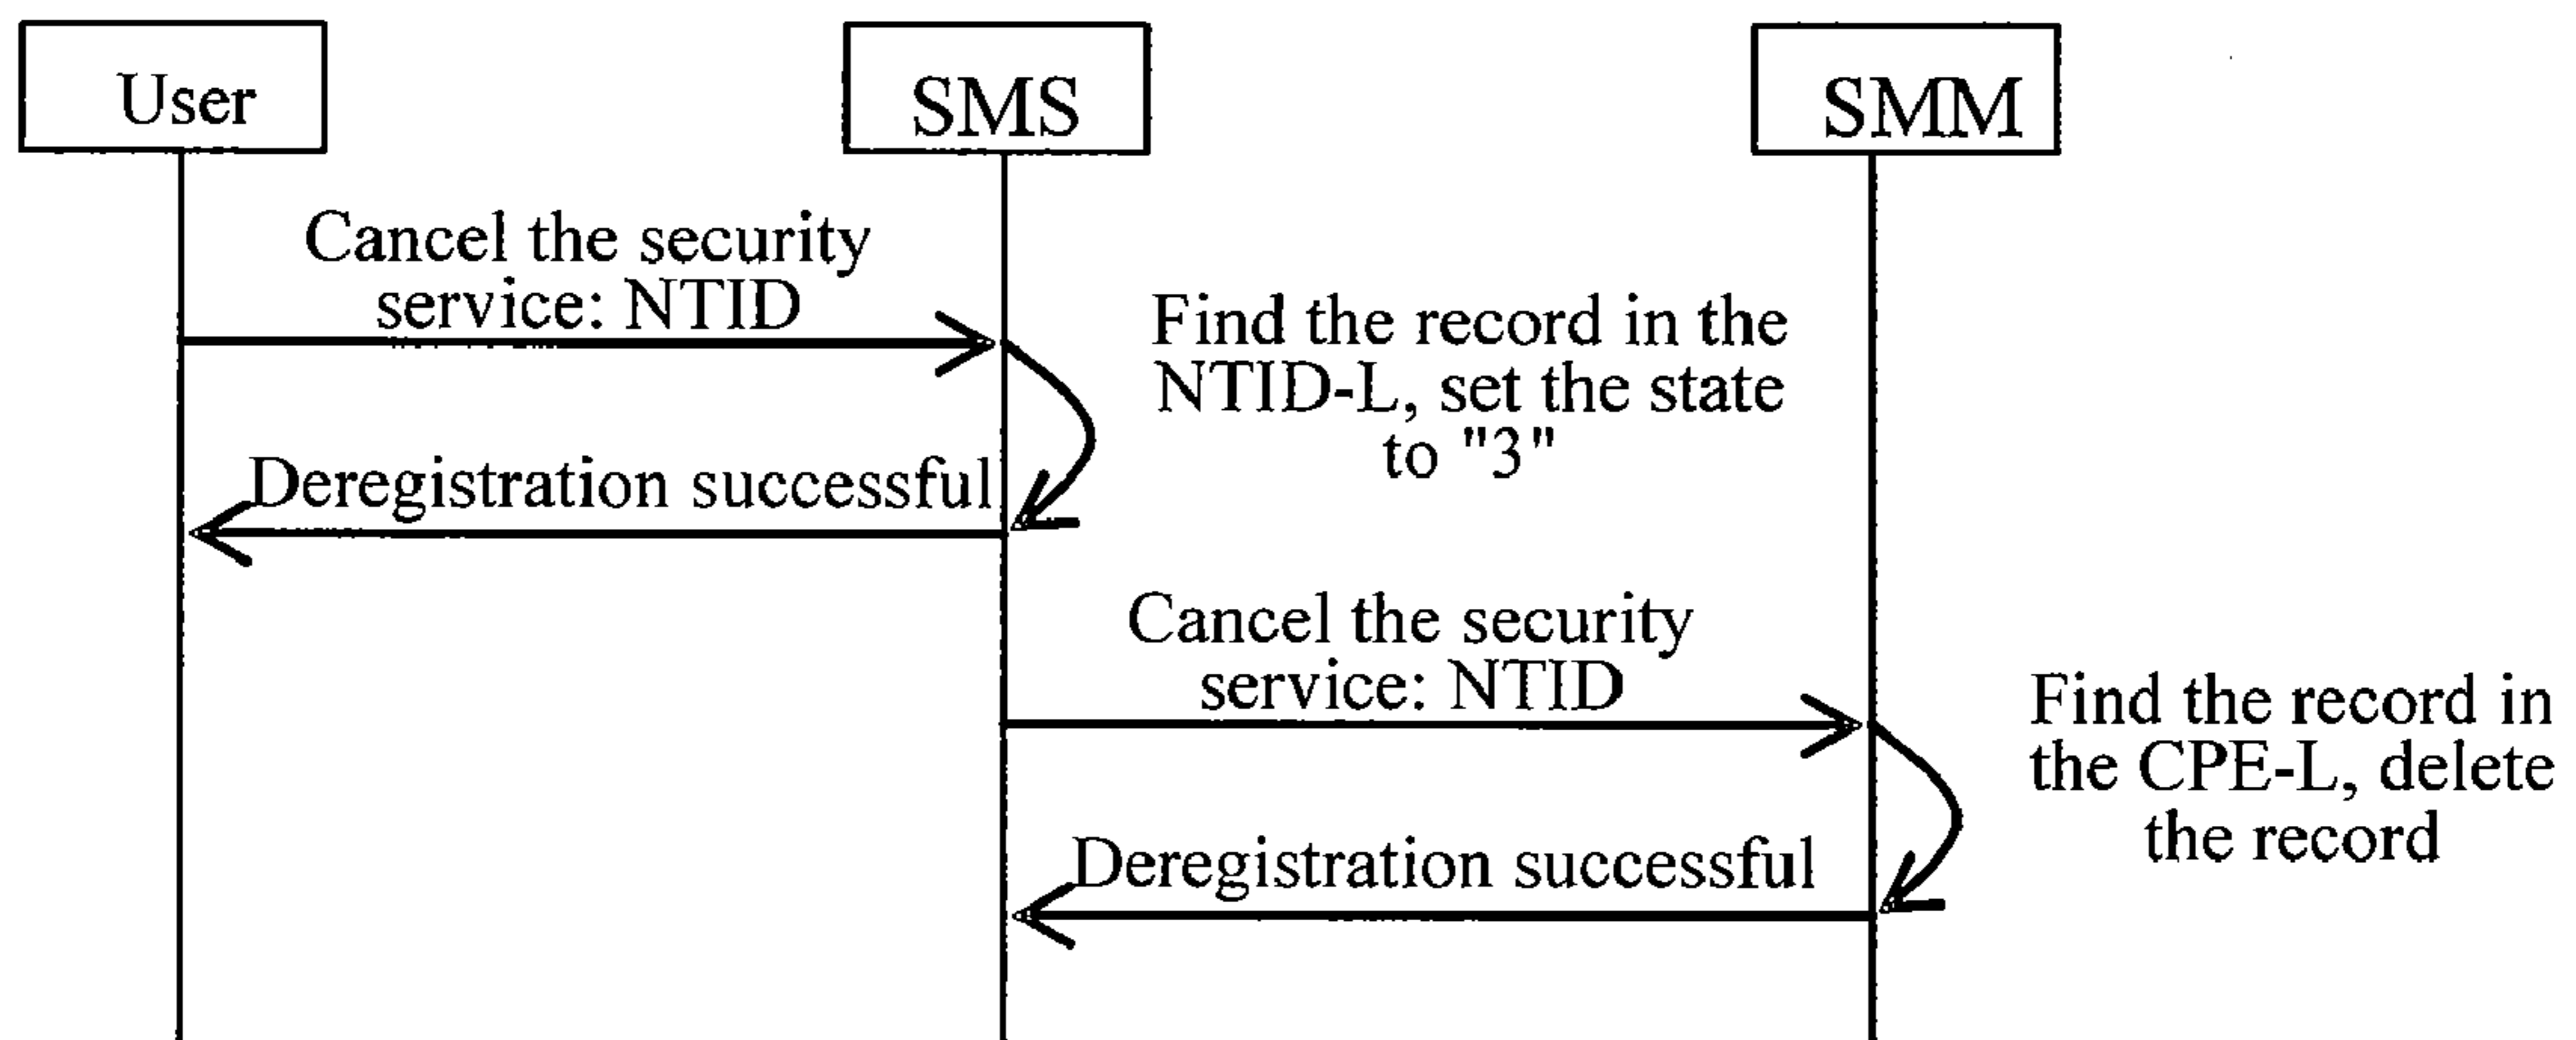 User
SMS
SMM
Cancel the security
service: NTID
Find the record in the
NTID-L, set the state
to "3"
Deregistration successful
Cancel the security
service: NTID
Find the record in
the CPE-L, delete
the record
Deregistration successful